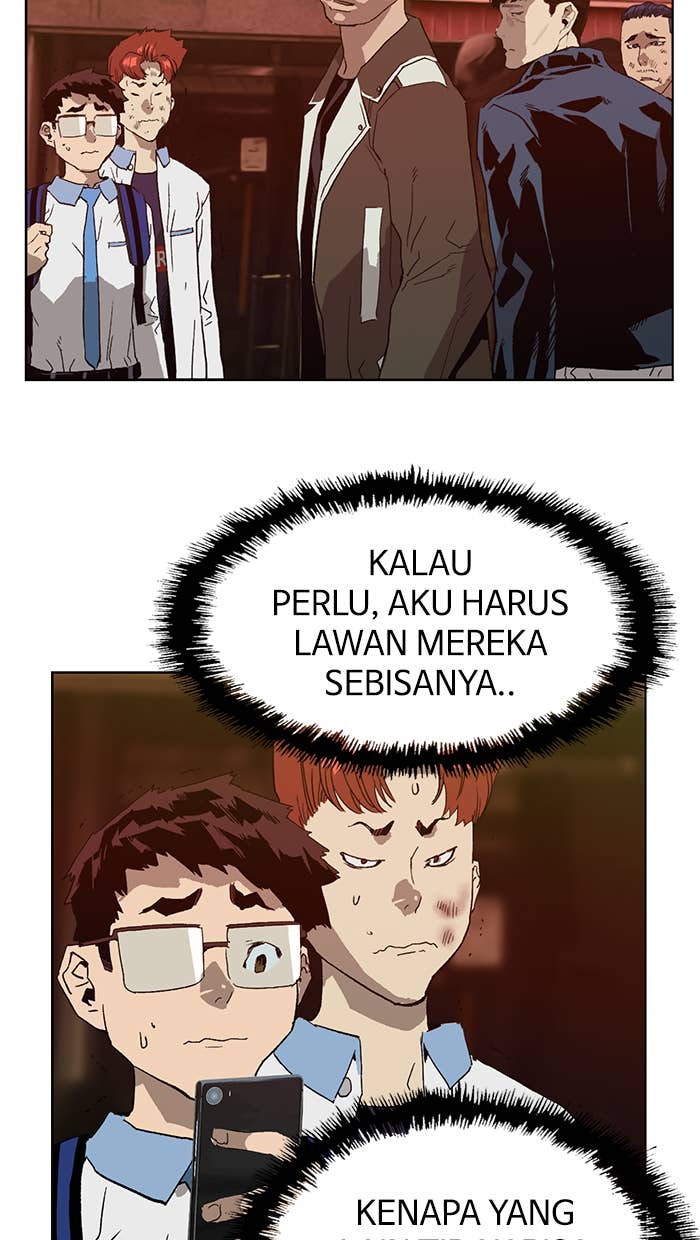 R
KALAU
PERLU, AKU HARUS
LAWAN MEREKA
SEBISANYA..
KENAPA YANG